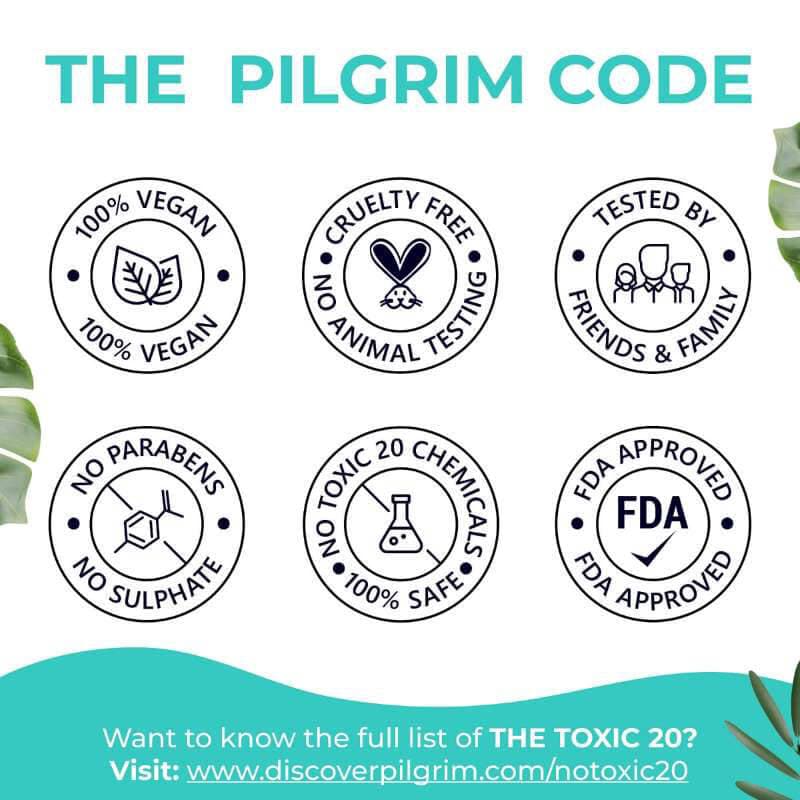 THE PILGRIM CODE
100% VEGAN
100% VEGAN
CRUELTY FREE
NO ANIMAL TESTING
TESTED BY
FRIENDS & FAMILY
NO PARABENS
NO SULPHATE
NO TOXIC 20 CHEMICALS
100% SAFE
FDA APPROVED
FDA
FDA APPROVED
Want to know the full list of THE TOXIC 20?
Visit: www.discoverpilgrim.com/notoxic20